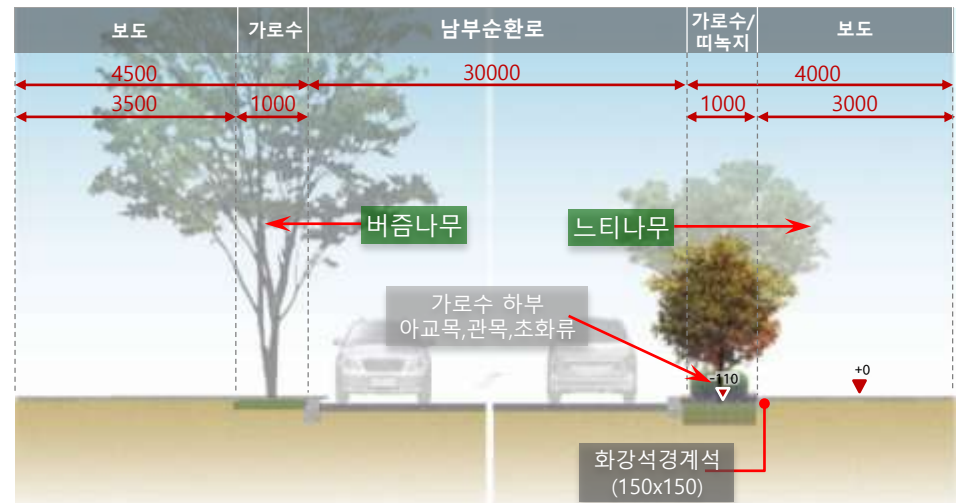 보도
가로수
남부순환로
가로수/
띠녹지
보도
4500
30000
4000
3500
1000
1000
3000
버즘나무
느티나무
가로수 하부
아교목,관목,초화류
-110
+0
화강석경계석
(150x150)